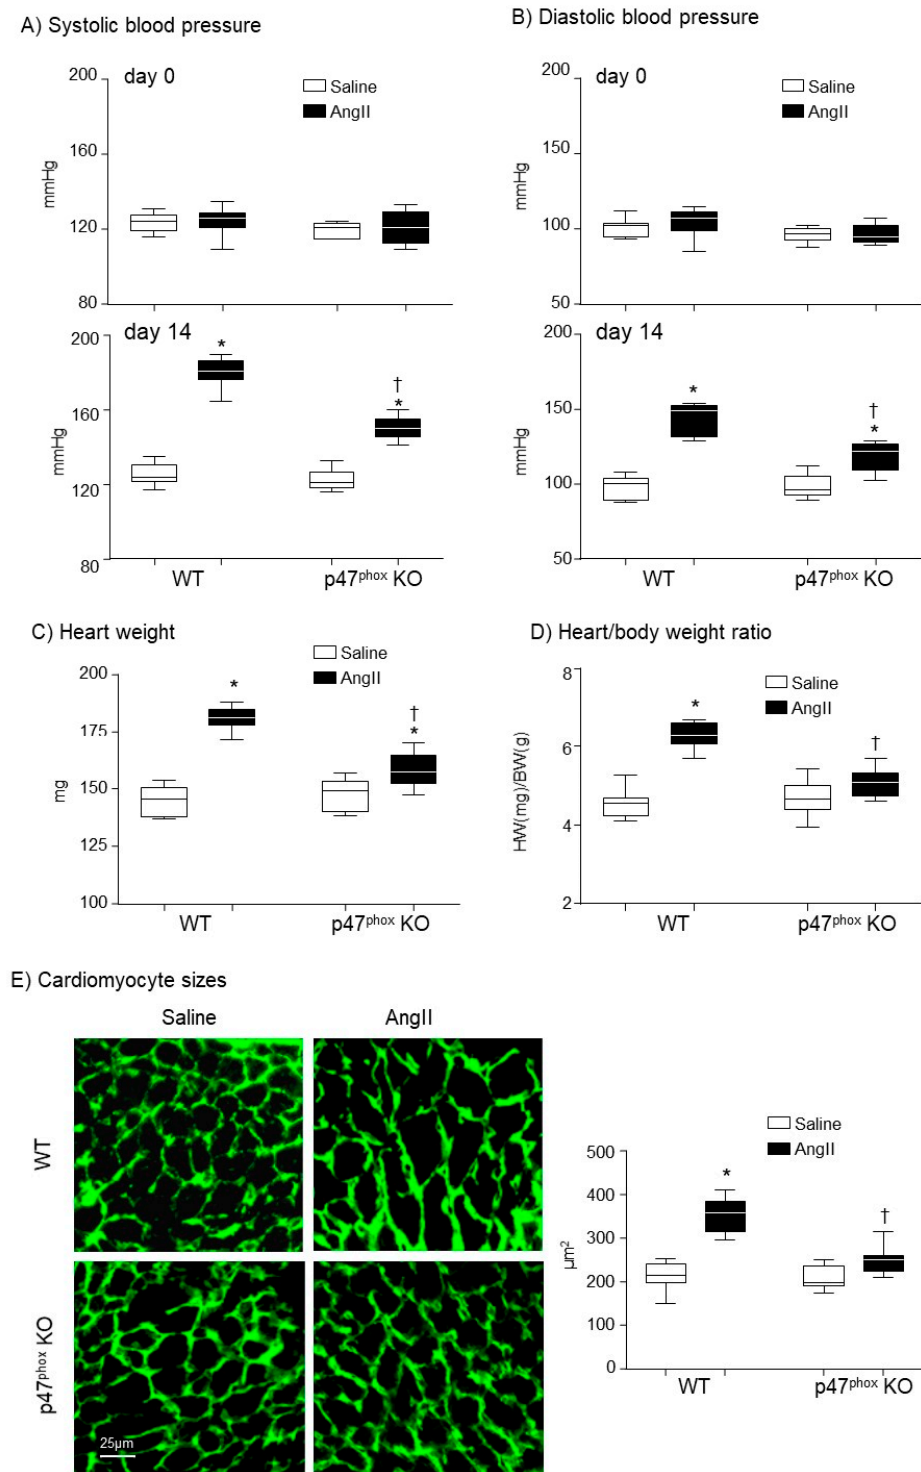 A) Systolic blood pressure
day 0
Saline
AngII
mmHg
200
160
120
80
day 14
mmHg
200
160
120
80
*
†
*
WT
p47phox KO
B) Diastolic blood pressure
day 0
Saline
AngII
mmHg
200
150
100
50
day 14
mmHg
200
150
100
50
*
†
*
WT
p47phox KO
C) Heart weight
Saline
AngII
mg
200
175
150
125
100
*
†
*
WT
p47phox KO
D) Heart/body weight ratio
Saline
AngII
HW(mg)/BW(g)
8
6
4
2
*
†
WT
p47phox KO
E) Cardiomyocyte sizes
Saline
AngII
WT
p47phox KO
25µm
Saline
AngII
µm²
500
400
300
200
100
0
*
†
WT
p47phox KO